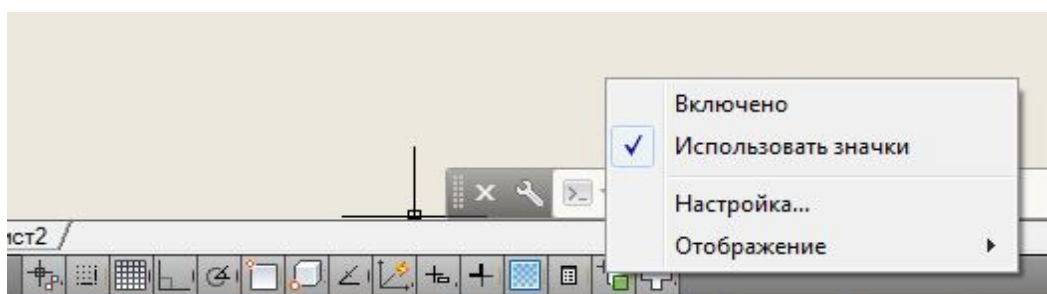 Включено
Использовать значки
Настройка...
Отображение
ист2